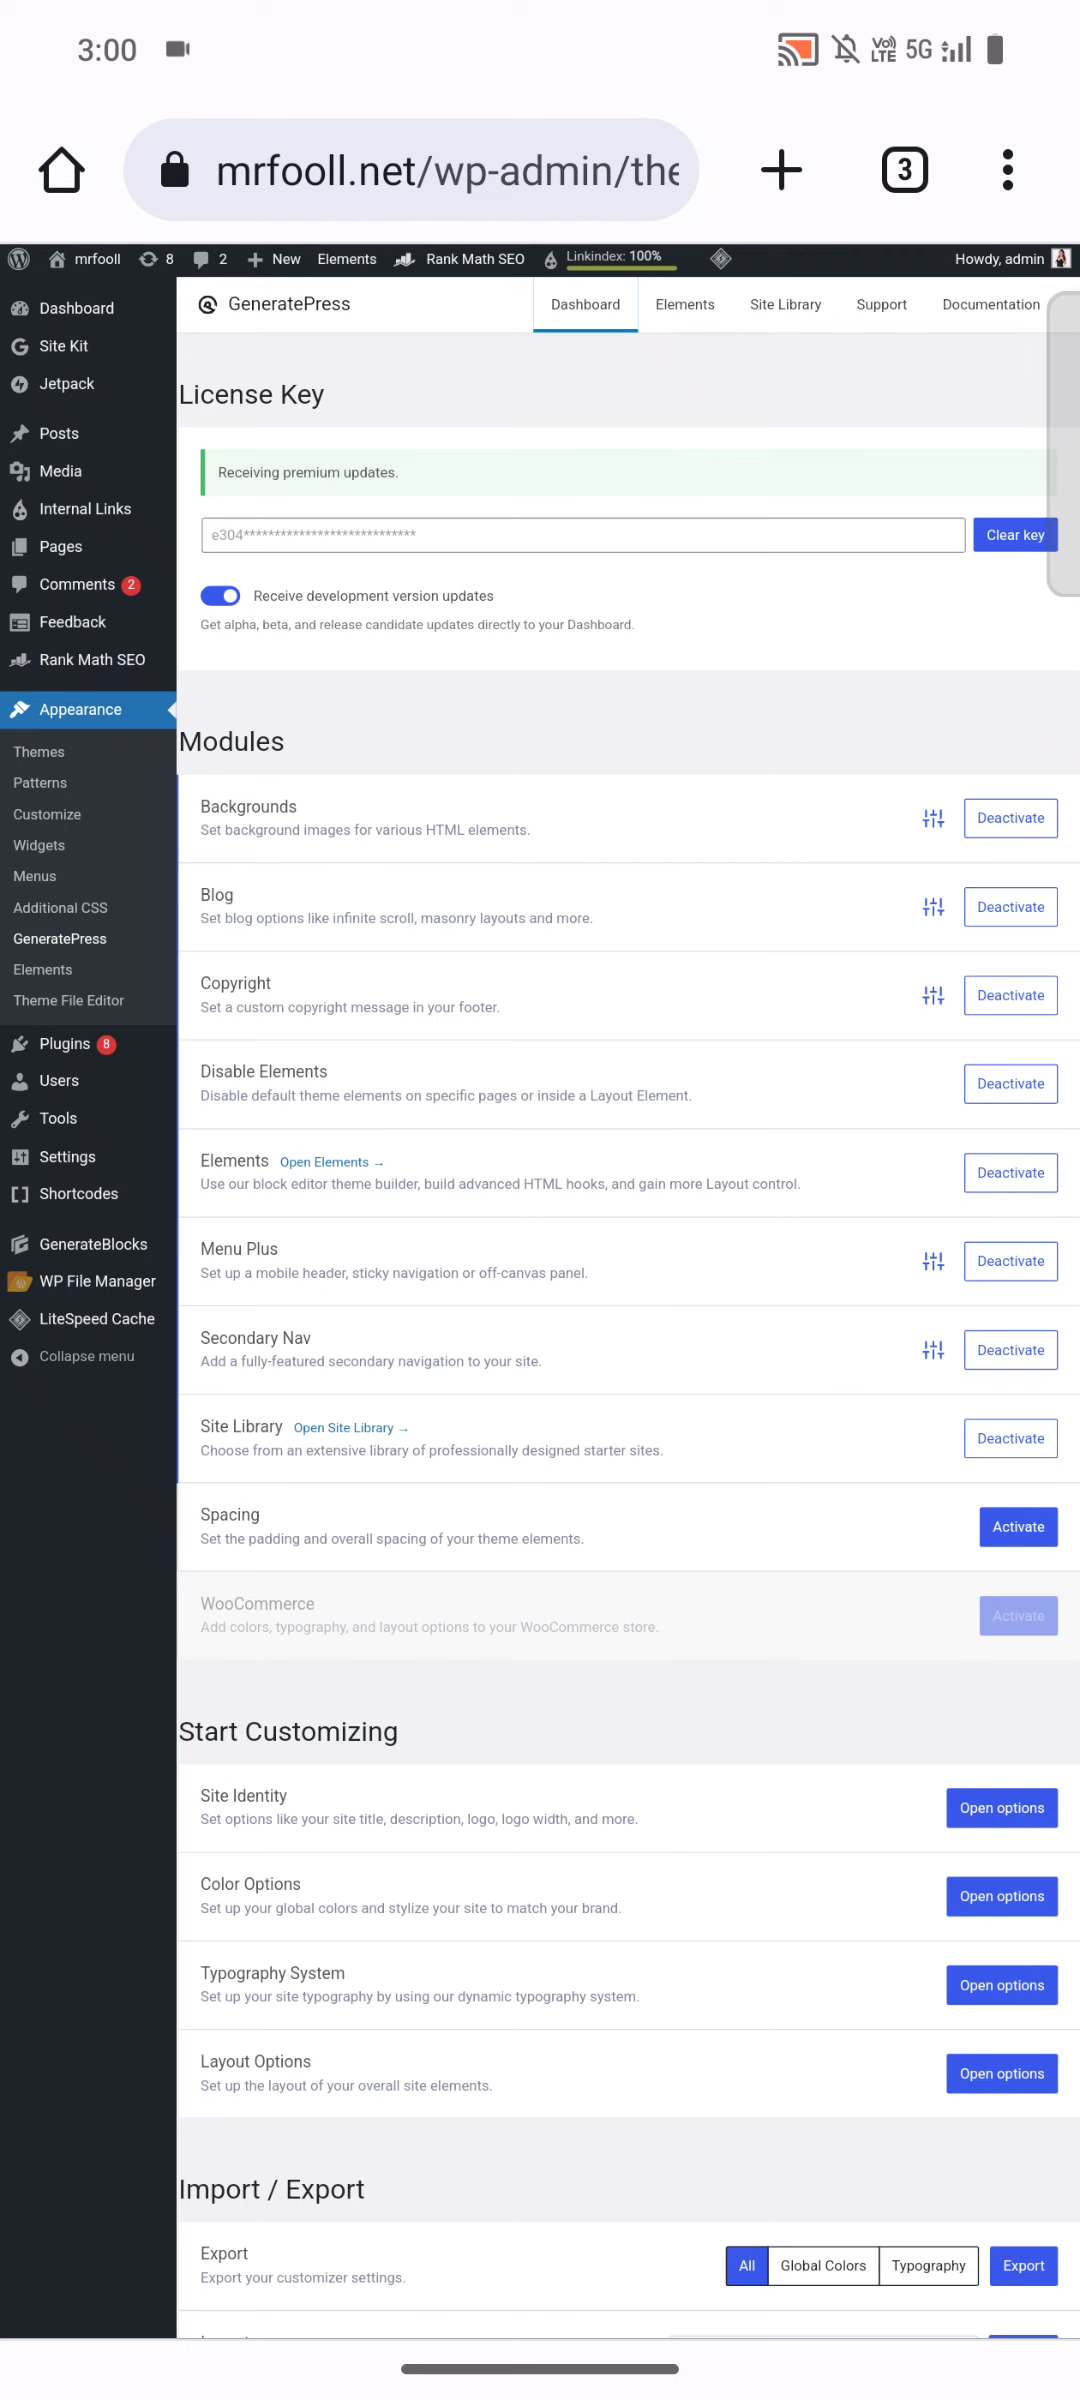 3:00
Vo) LTE 5G
mrfooll.net/wp-admin/the
3
mrfooll 8 2 New Elements Rank Math SEO Linkindex: 100% Howdy, admin
Dashboard
Site Kit
Jetpack
Posts
Media
Internal Links
Pages
Comments 2
Feedback
Rank Math SEO
Appearance
Themes
Patterns
Customize
Widgets
Menus
Additional CSS
GeneratePress
Elements
Theme File Editor
Plugins 8
Users
Tools
Settings
Shortcodes
GenerateBlocks
WP File Manager
LiteSpeed Cache
Collapse menu
GeneratePress
Dashboard Elements Site Library Support Documentation
License Key
Receiving premium updates.
e304****************************
Clear key
Receive development version updates
Get alpha, beta, and release candidate updates directly to your Dashboard.
Modules
Backgrounds
Set background images for various HTML elements.
Deactivate
Blog
Set blog options like infinite scroll, masonry layouts and more.
Deactivate
Copyright
Set a custom copyright message in your footer.
Deactivate
Disable Elements
Disable default theme elements on specific pages or inside a Layout Element.
Deactivate
Elements Open Elements →
Use our block editor theme builder, build advanced HTML hooks, and gain more Layout control.
Deactivate
Menu Plus
Set up a mobile header, sticky navigation or off-canvas panel.
Deactivate
Secondary Nav
Add a fully-featured secondary navigation to your site.
Deactivate
Site Library Open Site Library →
Choose from an extensive library of professionally designed starter sites.
Deactivate
Spacing
Set the padding and overall spacing of your theme elements.
Activate
WooCommerce
Add colors, typography, and layout options to your WooCommerce store.
Activate
Start Customizing
Site Identity
Set options like your site title, description, logo, logo width, and more.
Open options
Color Options
Set up your global colors and stylize your site to match your brand.
Open options
Typography System
Set up your site typography by using our dynamic typography system.
Open options
Layout Options
Set up the layout of your overall site elements.
Open options
Import / Export
Export
Export your customizer settings.
All Global Colors Typography Export